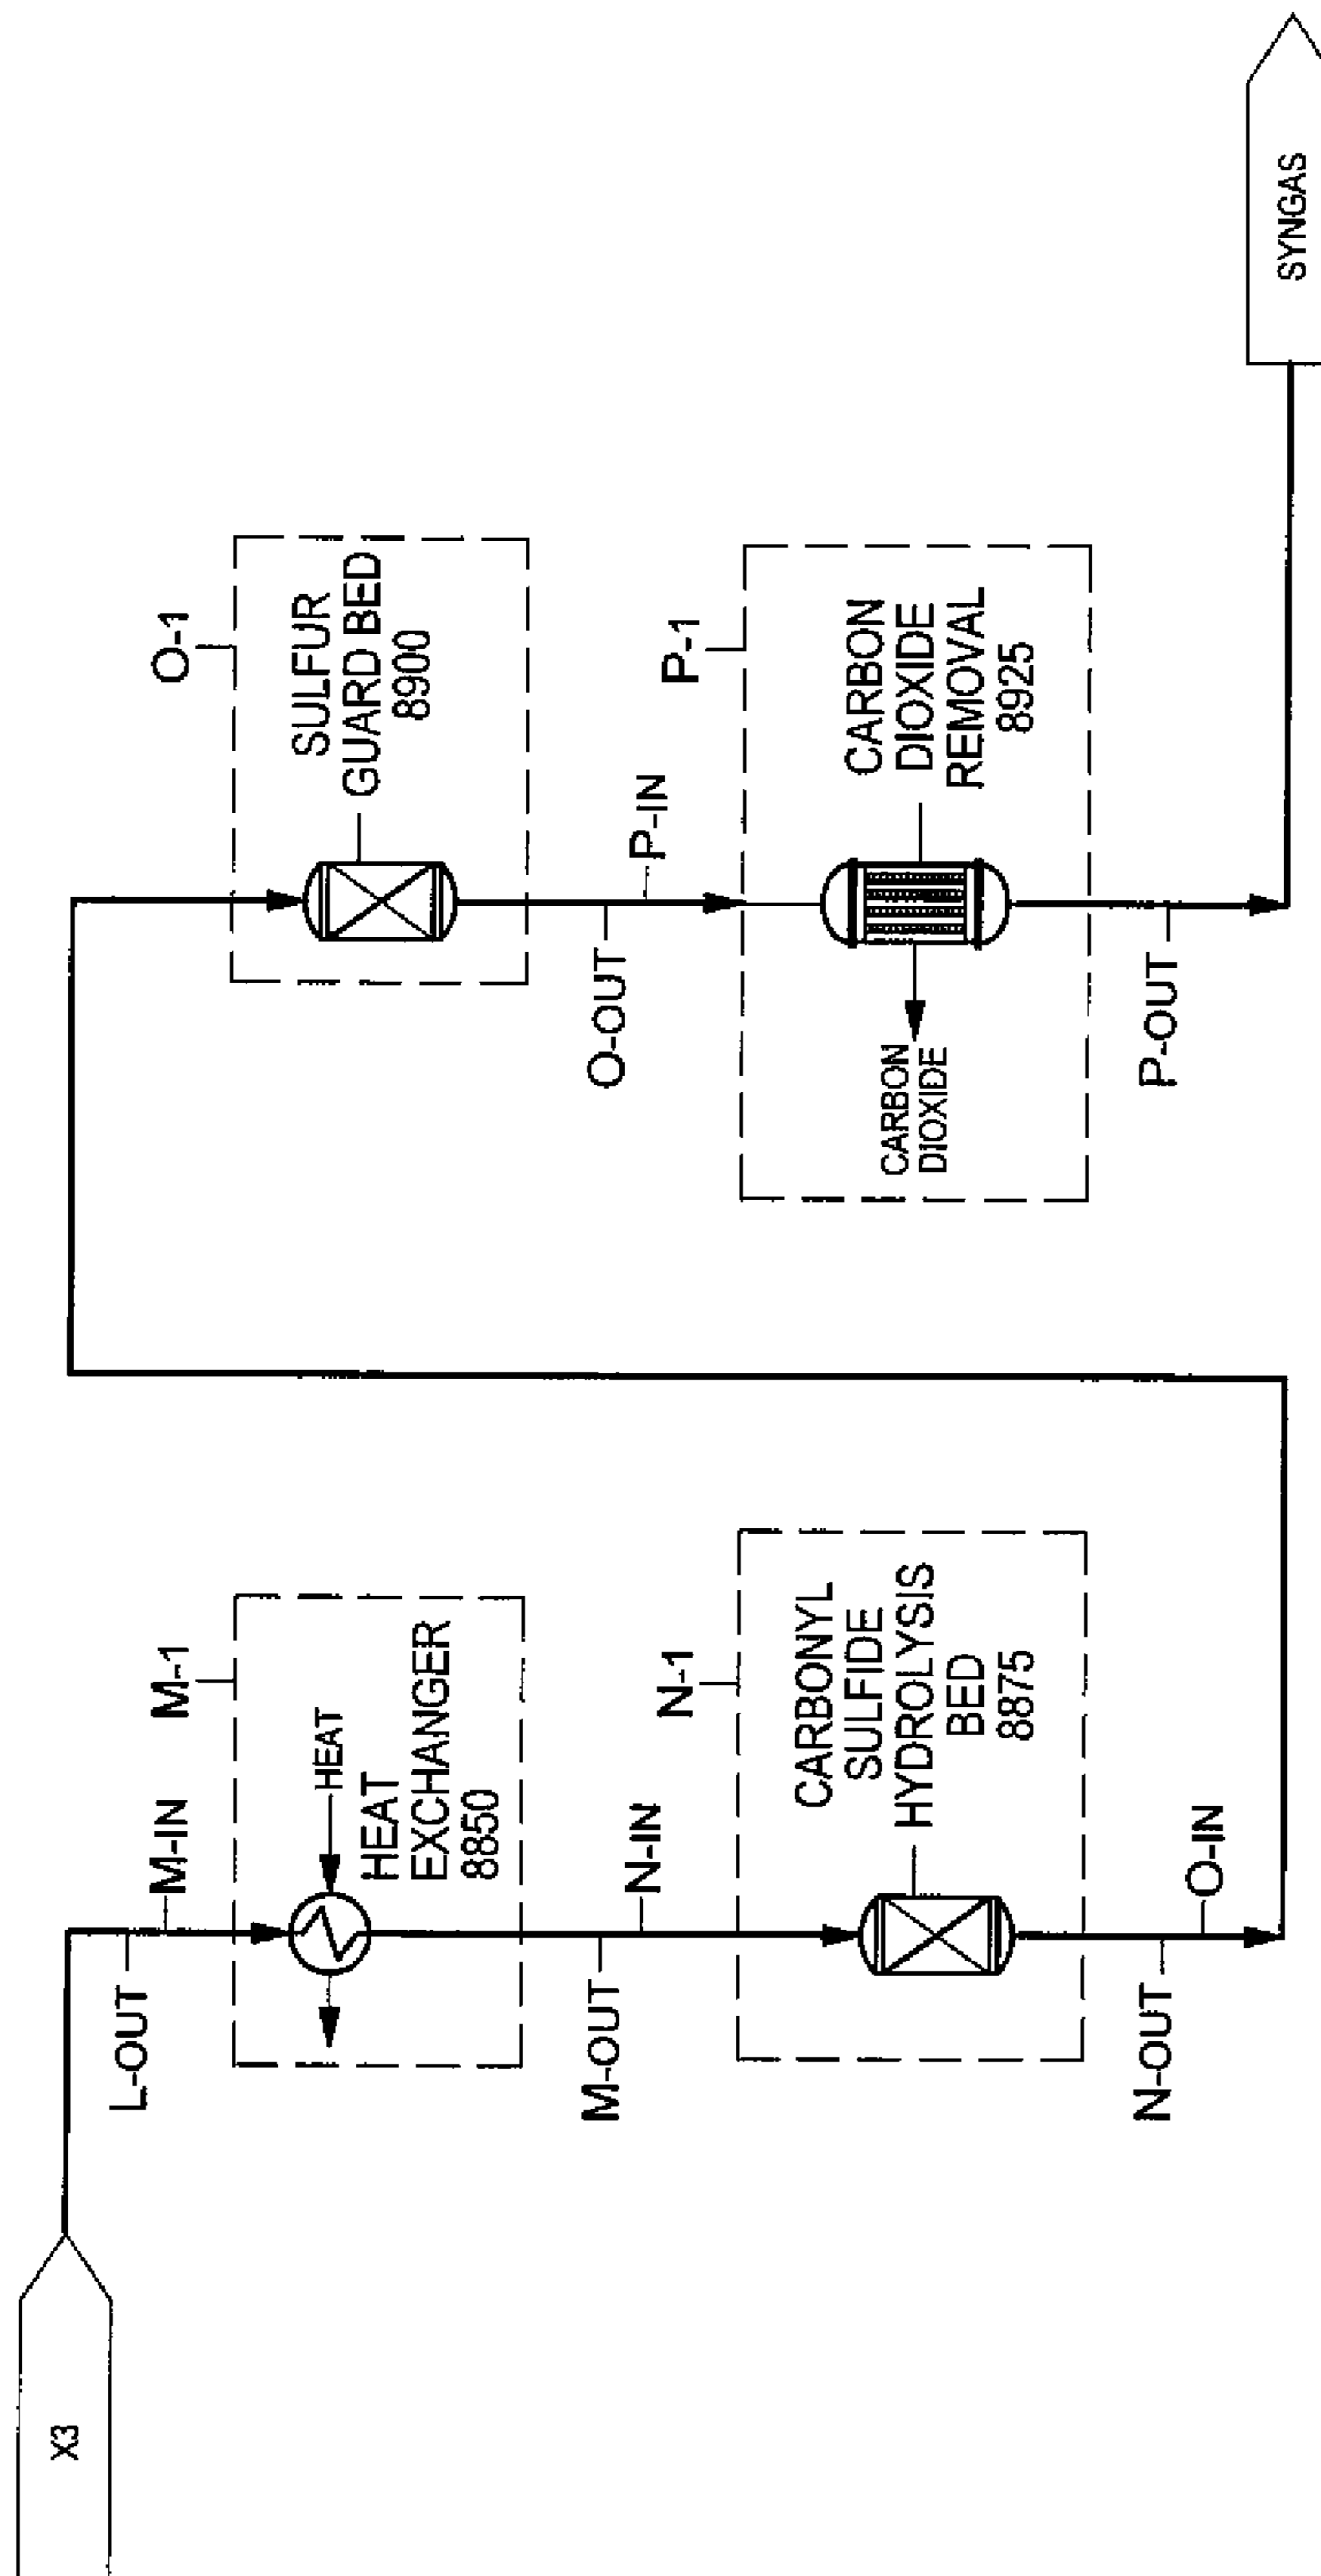 X3
L-OUT
M-IN
M-1
HEAT
HEAT
EXCHANGER
8850
M-OUT
N-IN
N-1
CARBONYL
SULFIDE
HYDROLYSIS
BED
8875
N-OUT
O-IN
O-1
SULFUR
GUARD BED
8900
O-OUT
P-IN
P-1
CARBON
DIOXIDE
REMOVAL
8925
CARBON
DIOXIDE
P-OUT
SYNGAS